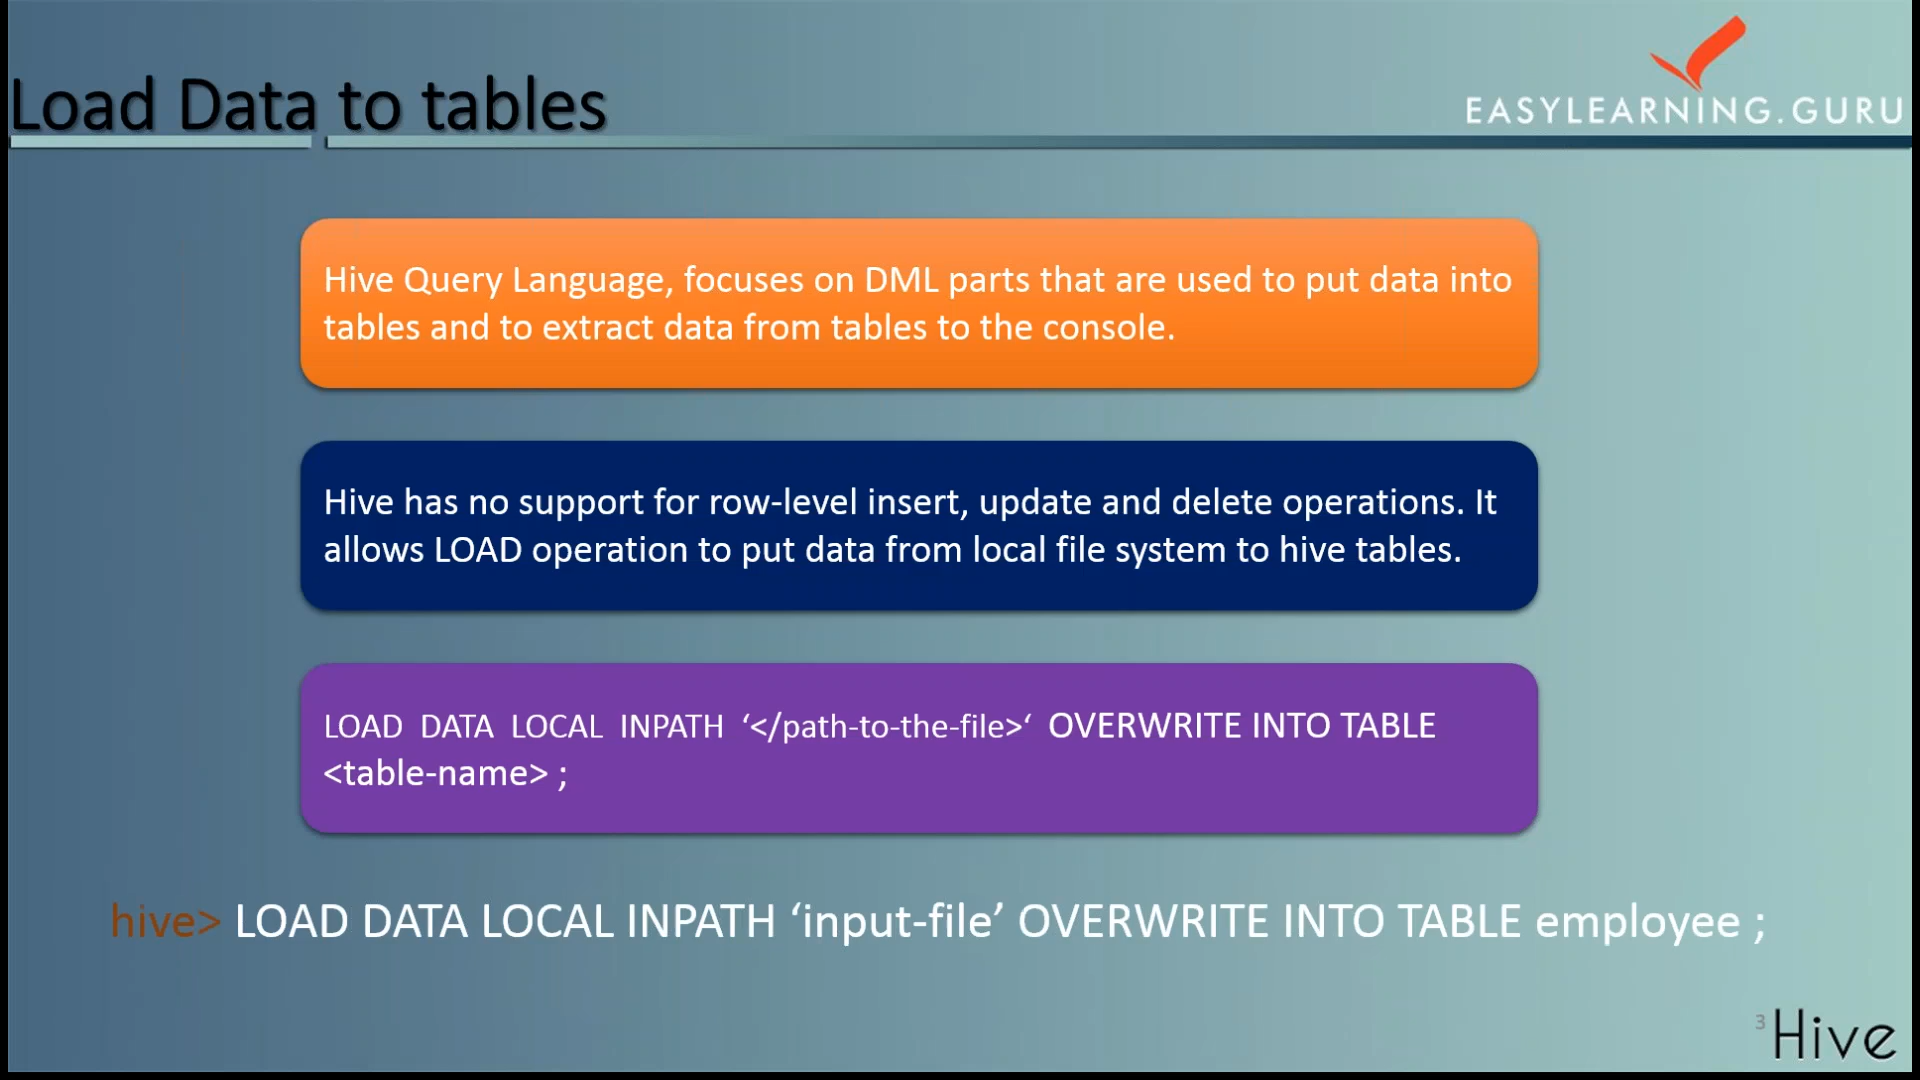 Load Data to tables
EASYLEARNING.GURU
Hive Query Language, focuses on DML parts that are used to put data into
tables and to extract data from tables to the console.
Hive has no support for row-level insert, update and delete operations. It
allows LOAD operation to put data from local file system to hive tables.
LOAD DATA LOCAL INPATH ‘</path-to-the-file>‘ OVERWRITE INTO TABLE
<table-name> ;
hive> LOAD DATA LOCAL INPATH ‘input-file’ OVERWRITE INTO TABLE employee ;
3
Hive